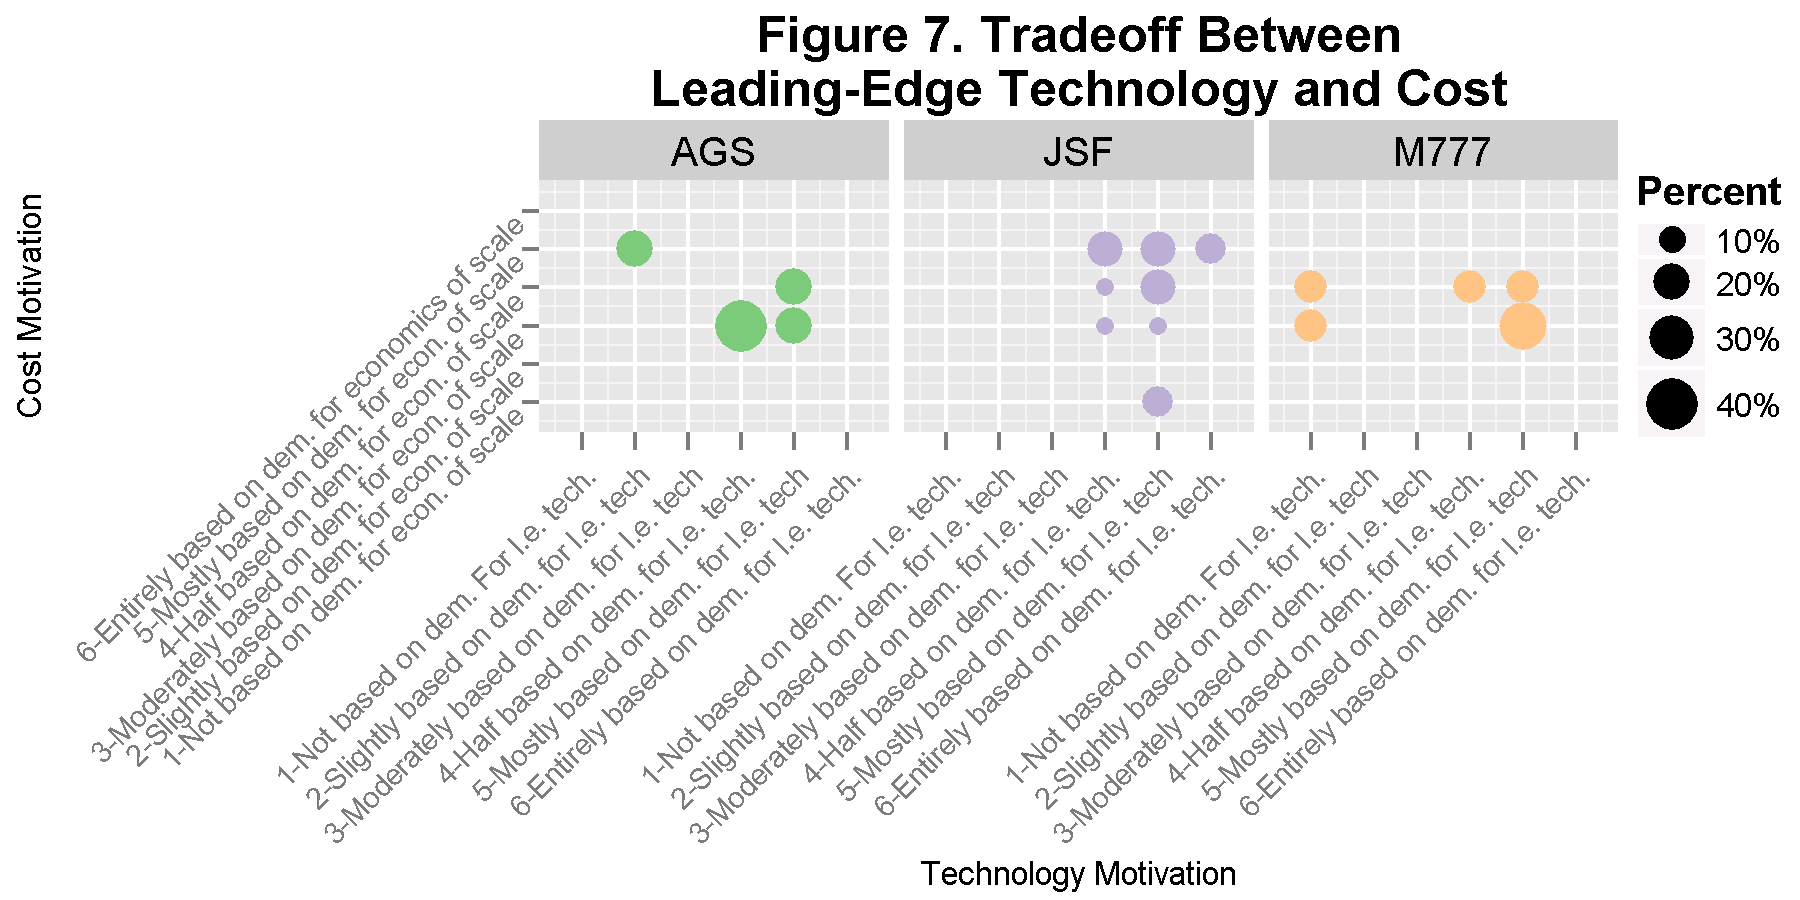 Figure 7. Tradeoff Between
Leading-Edge Technology and Cost
AGS
JSF
M777
Cost Motivation
6-Entirely based on dem. for economics of scale
5-Mostly based on dem. for econ. of scale
4-Half based on dem. for econ. of scale
3-Moderately based on dem. for econ. of scale
2-Slightly based on dem. for econ. of scale
1-Not based on dem. for econ. of scale
1-Not based on dem. For l.e. tech.
2-Slightly based on dem. for l.e. tech
3-Moderately based on dem. for l.e. tech
4-Half based on dem. for l.e. tech.
5-Mostly based on dem. for l.e. tech
6-Entirely based on dem. for l.e. tech.
1-Not based on dem. For l.e. tech.
2-Slightly based on dem. for l.e. tech
3-Moderately based on dem. for l.e. tech
4-Half based on dem. for l.e. tech.
5-Mostly based on dem. for l.e. tech
6-Entirely based on dem. for l.e. tech.
1-Not based on dem. For l.e. tech.
2-Slightly based on dem. for l.e. tech
3-Moderately based on dem. for l.e. tech
4-Half based on dem. for l.e. tech.
5-Mostly based on dem. for l.e. tech
6-Entirely based on dem. for l.e. tech.
Technology Motivation
Percent
10%
20%
30%
40%